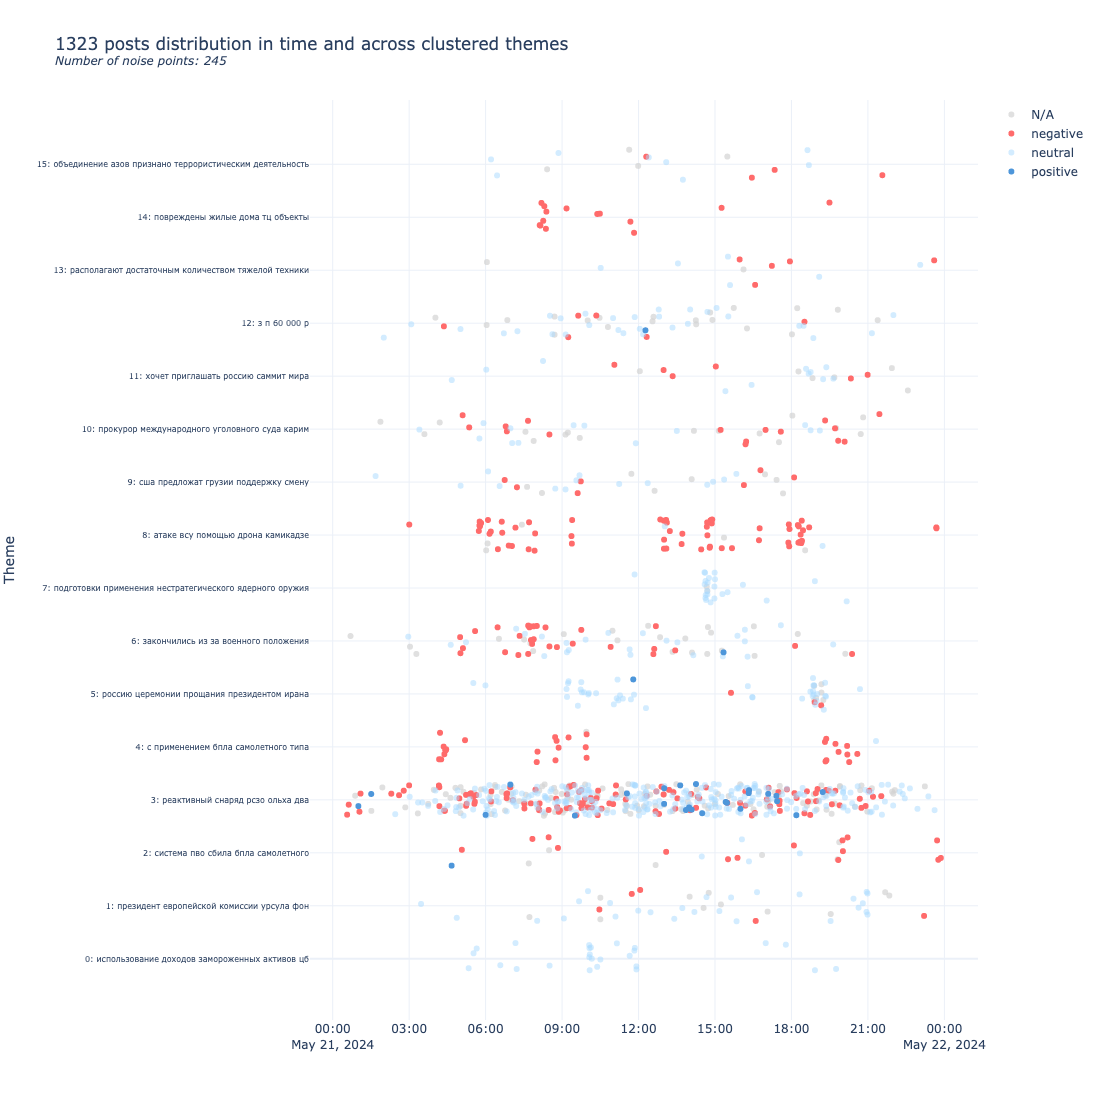 1323 posts distribution in time and across clustered themes
Number of noise points: 245
N/A
negative
neutral
positive
Theme
15: объединение азов признано террористическим деятельность
14: повреждены жилые дома тц объекты
13: располагают достаточным количеством тяжелой техники
12: з п 60 000 р
11: хочет приглашать россию саммит мира
10: прокурор международного уголовного суда карим
9: сша предложат грузии поддержку смену
8: атаке всу помощью дрона камикадзе
7: подготовки применения нестратегического ядерного оружия
6: закончились из за военного положения
5: россию церемонии прощания президентом ирана
4: с применением бпла самолетного типа
3: реактивный снаряд рсзо ольха два
2: система пво сбила бпла самолетного
1: президент европейской комиссии урсула фон
0: использование доходов замороженных активов цб
00:00 03:00 06:00 09:00 12:00 15:00 18:00 21:00 00:00
May 21, 2024 May 22, 2024